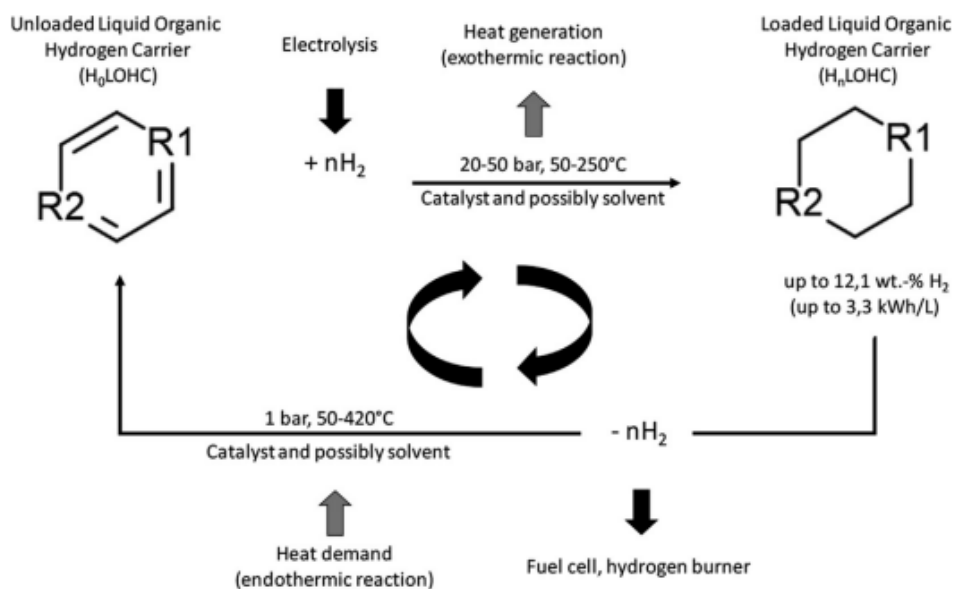 Unloaded Liquid Organic
Hydrogen Carrier
(H₀LOHC)
Electrolysis
Heat generation
(exothermic reaction)
Loaded Liquid Organic
Hydrogen Carrier
(HₙLOHC)
R1
R2
+ nH₂
20-50 bar, 50-250°C
Catalyst and possibly solvent
R1
R2
up to 12,1 wt.-% H₂
(up to 3,3 kWh/L)
1 bar, 50-420°C
Catalyst and possibly solvent
- nH₂
Heat demand
(endothermic reaction)
Fuel cell, hydrogen burner